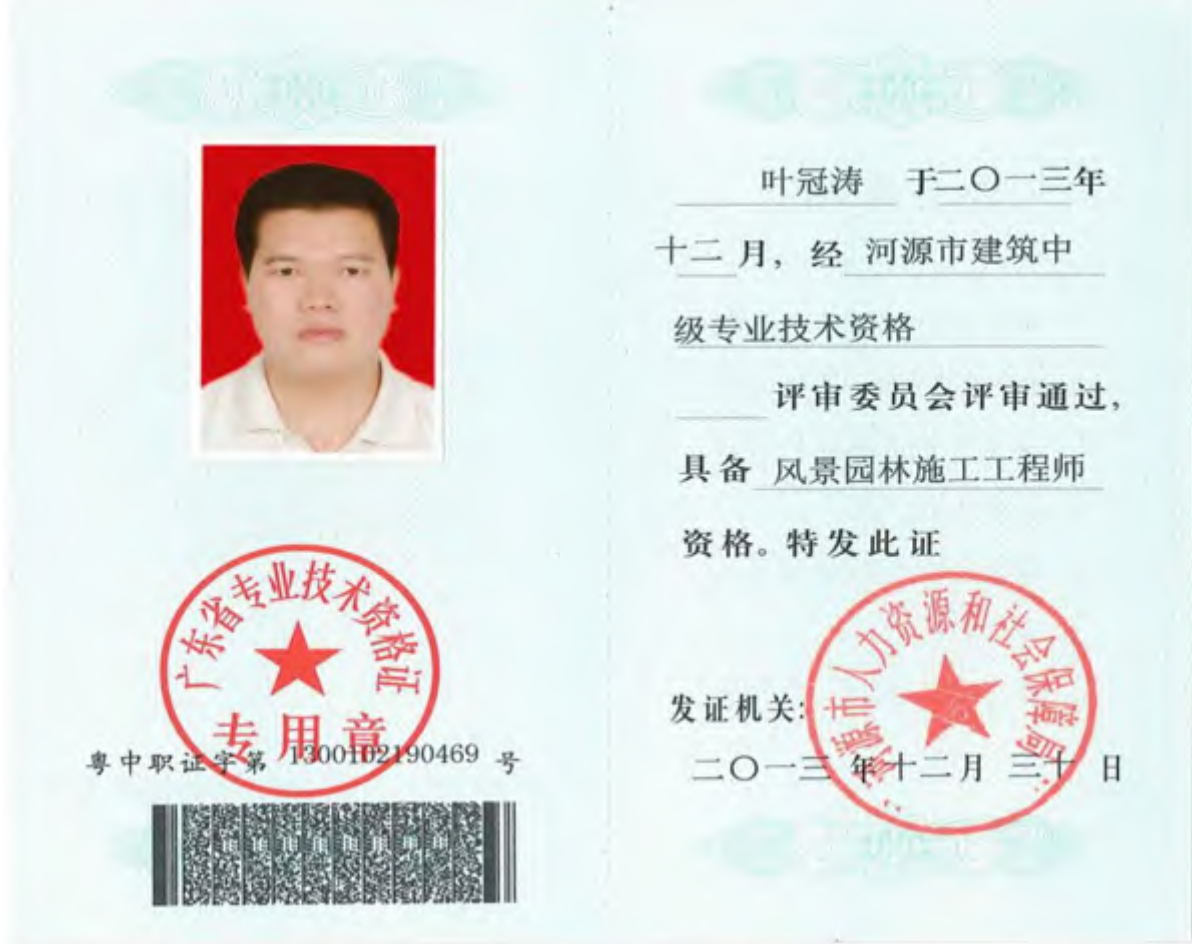 广东省专业技术资格证
专用章
粤中职证字第 1300102190469 号
叶冠涛 于二〇一三年
十二月，经 河源市建筑中
级专业技术资格
评审委员会评审通过，
具备 风景园林施工工程师
资格。特发此证
河源市人力资源和社会保障局
发证机关：
二〇一三 年十二月 三十 日